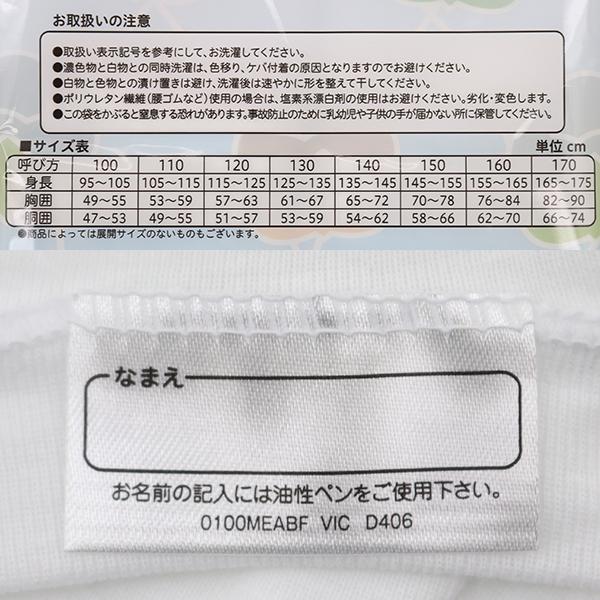 お取扱いの注意
●取扱い表示記号を参考にして、お洗濯してください。
●濃色物と白物との同時洗濯は、色移り、ケバ付着の原因となりますのでお避けください。
●白物と色物との漬け置きは避け、洗濯後は速やかに形を整えて干してください。
●ポリウレタン繊維(腰ゴムなど)使用の場合は、塩素系漂白剤の使用はお避けください。劣化・変色します。
●この袋をかぶると窒息する恐れがあります。事故防止のために乳幼児や子供の手が届かない所に保管してください。
■サイズ表 単位 cm
呼び方 100 110 120 130 140 150 160 170
身長 95〜105 105〜115 115〜125 125〜135 135〜145 145〜155 155〜165 165〜175
胸囲 49〜55 53〜59 57〜63 61〜67 65〜72 70〜78 76〜84 82〜90
胴囲 47〜53 49〜55 51〜57 53〜59 54〜62 58〜66 62〜70 66〜74
●商品によっては展開サイズのないものもございます。
なまえ
お名前の記入には油性ペンをご使用下さい。
0100MEABF VIC D406